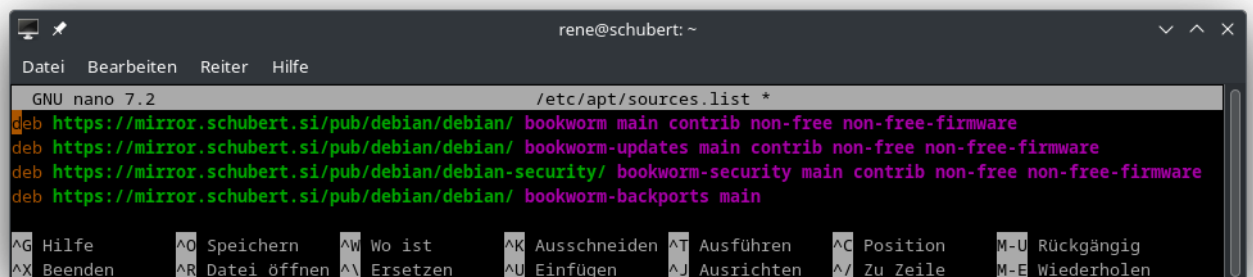 rene@schubert: ~
Datei Bearbeiten Reiter Hilfe
GNU nano 7.2 /etc/apt/sources.list *
deb https://mirror.schubert.si/pub/debian/debian/ bookworm main contrib non-free non-free-firmware
deb https://mirror.schubert.si/pub/debian/debian/ bookworm-updates main contrib non-free non-free-firmware
deb https://mirror.schubert.si/pub/debian/debian-security/ bookworm-security main contrib non-free non-free-firmware
deb https://mirror.schubert.si/pub/debian/debian/ bookworm-backports main
^G Hilfe ^O Speichern ^W Wo ist ^K Ausschneiden ^T Ausführen ^C Position M-U Rückgängig
^X Beenden ^R Datei öffnen ^\ Ersetzen ^U Einfügen ^J Ausrichten ^/ Zu Zeile M-E Wiederholen